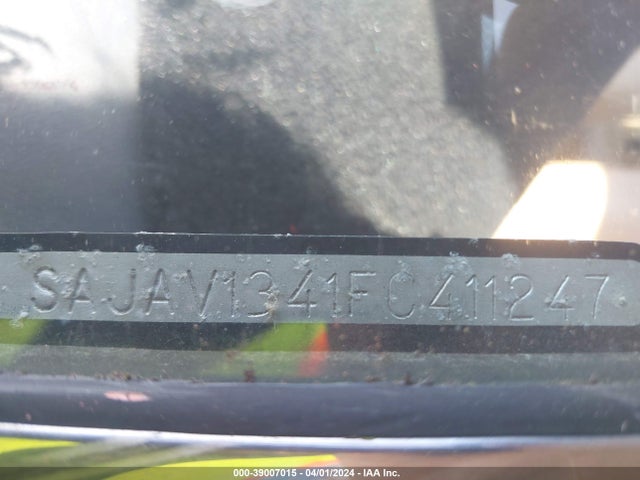 SAJAV1341FC411247
000-39007015 - 04/01/2024 - IAA Inc.